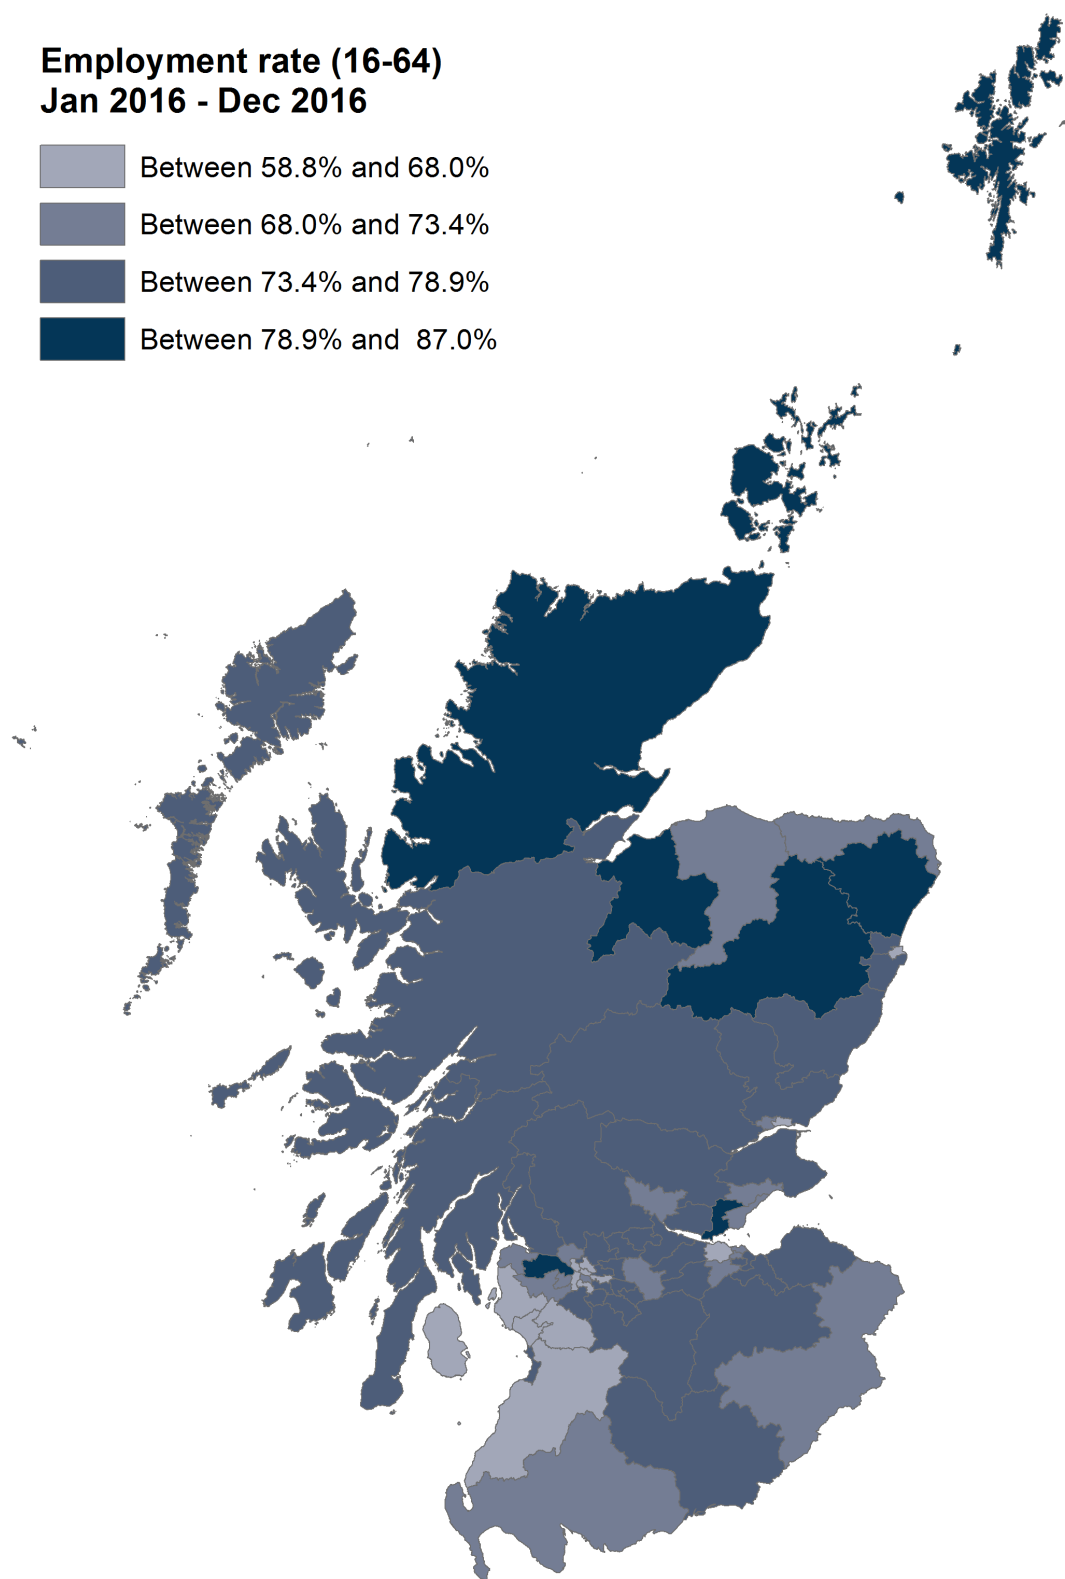 Employment rate (16-64)
Jan 2016 - Dec 2016
Between 58.8% and 68.0%
Between 68.0% and 73.4%
Between 73.4% and 78.9%
Between 78.9% and  87.0%